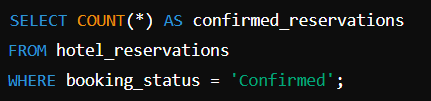 SELECT COUNT(*) AS confirmed_reservations
FROM hotel_reservations
WHERE booking_status = 'Confirmed';